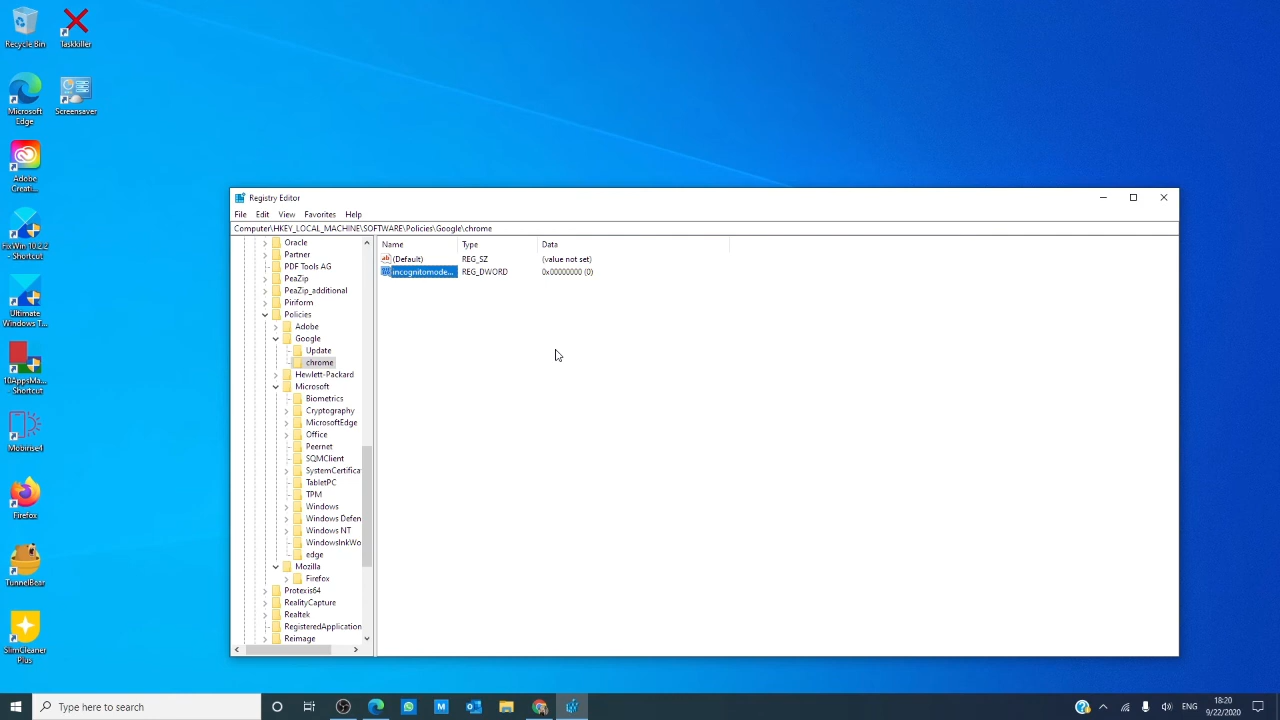 Recycle Bin
Taskkiller
Microsoft
Edge
Screensaver
Adobe
Creati...
FixWin 10.2.2
- Shortcut
Ultimate
Windows T...
10AppsMa...
- Shortcut
Mobirise4
Firefox
TunnelBear
SlimCleaner
Plus
Registry Editor
File Edit View Favorites Help
Computer\HKEY_LOCAL_MACHINE\SOFTWARE\Policies\Google\chrome
Name Type Data
(Default) REG_SZ (value not set)
incognitomode... REG_DWORD 0x00000000 (0)
Oracle
Partner
PDF Tools AG
PeaZip
PeaZip_additional
Piriform
Policies
Adobe
Google
Update
chrome
Hewlett-Packard
Microsoft
Biometrics
Cryptography
MicrosoftEdge
Office
Peernet
SQMClient
SystemCertifica
TabletPC
TPM
Windows
Windows Defen
Windows NT
WindowsInkWo
edge
Mozilla
Firefox
Protexis64
RealityCapture
Realtek
RegisteredApplication
Reimage
Type here to search
ENG
18:20
9/22/2020